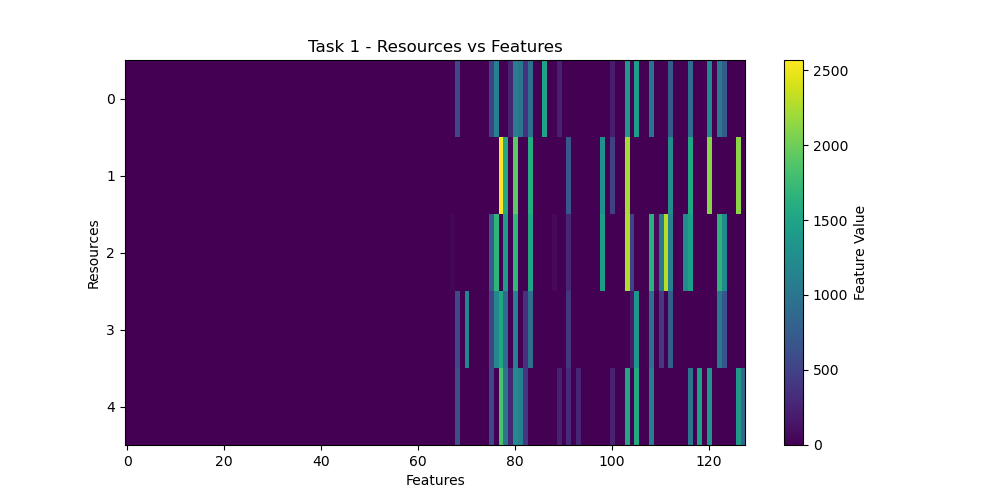 Task 1 - Resources vs Features
0
1
2
3
4
Resources
0 20 40 60 80 100 120
Features
2500
2000
1500
1000
500
0
Feature Value